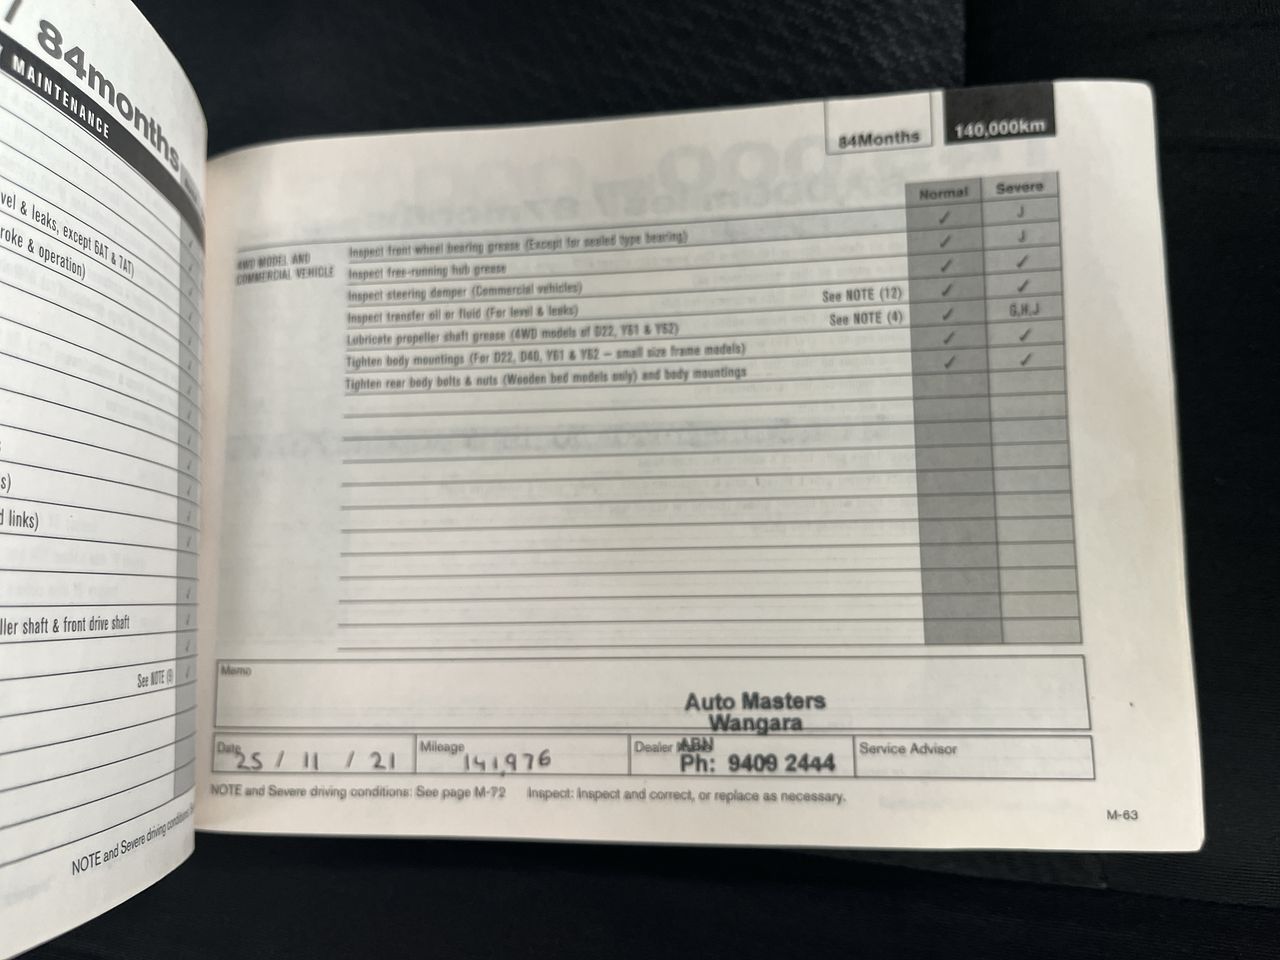 / 84months
MAINTENANCE
vel & leaks, except 6AT & 7AT)
roke & operation)
s)
d links)
ller shaft & front drive shaft
See NOTE (9)
NOTE and Severe driving conditions:
84Months
140,000km
Normal Severe
4WD MODEL AND
COMMERCIAL VEHICLE
Inspect front wheel bearing grease (Except for sealed type bearing) ✓ J
Inspect free-running hub grease ✓ J
Inspect steering damper (Commercial vehicles) ✓ ✓
Inspect transfer oil or fluid (For level & leaks) See NOTE (12) ✓ ✓
Lubricate propeller shaft grease (4WD models of D22, Y61 & Y62) See NOTE (4) ✓ G,H,J
Tighten body mountings (For D22, D40, Y61 & Y62 – small size frame models) ✓ ✓
Tighten rear body bolts & nuts (Wooden bed models only) and body mountings ✓ ✓
Memo
Auto Masters
Wangara
ABN
Ph: 9409 2444
Date 25 / 11 / 21
Mileage 141,976
Dealer
Service Advisor
NOTE and Severe driving conditions: See page M-72 Inspect: Inspect and correct, or replace as necessary.
M-63